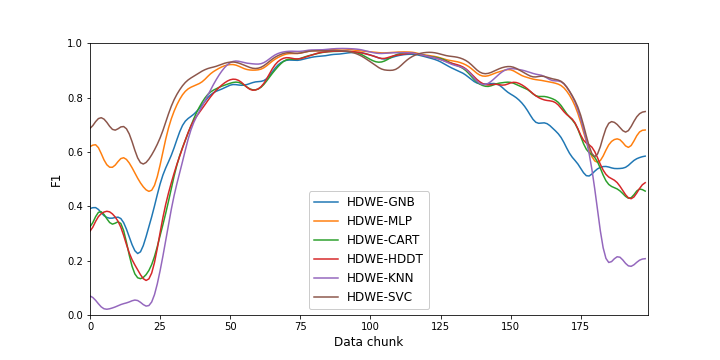 1.0
0.8
0.6
0.4
0.2
0.0
F1
HDWE-GNB
HDWE-MLP
HDWE-CART
HDWE-HDDT
HDWE-KNN
HDWE-SVC
0 25 50 75 100 125 150 175
Data chunk